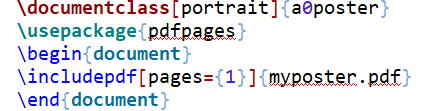 \documentclass[portrait]{a0poster}
\usepackage{pdfpages}
\begin{document}
\includepdf[pages={1}]{myposter.pdf}
\end{document}